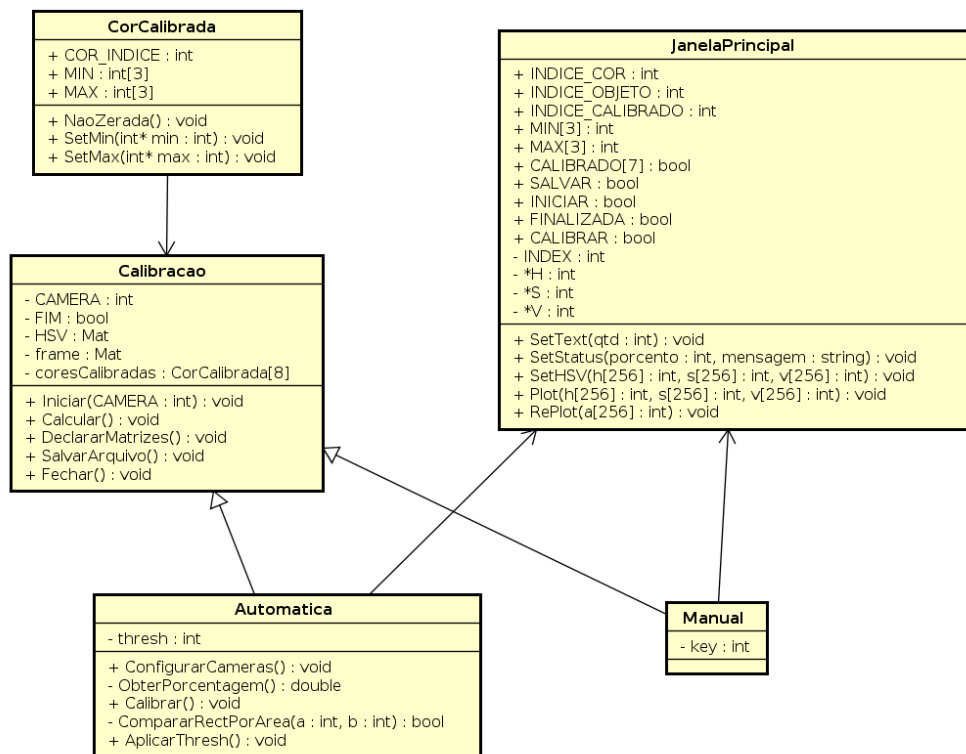 CorCalibrada
+ COR_INDICE : int
+ MIN : int[3]
+ MAX : int[3]
+ NaoZerada() : void
+ SetMin(int* min : int) : void
+ SetMax(int* max : int) : void
JanelaPrincipal
+ INDICE_COR : int
+ INDICE_OBJETO : int
+ INDICE_CALIBRADO : int
+ MIN[3] : int
+ MAX[3] : int
+ CALIBRADO[7] : bool
+ SALVAR : bool
+ INICIAR : bool
+ FINALIZADA : bool
+ CALIBRAR : bool
- INDEX : int
- *H : int
- *S : int
- *V : int
+ SetText(qtd : int) : void
+ SetStatus(porcento : int, mensagem : string) : void
+ SetHSV(h[256] : int, s[256] : int, v[256] : int) : void
+ Plot(h[256] : int, s[256] : int, v[256] : int) : void
+ RePlot(a[256] : int) : void
Calibracao
- CAMERA : int
- FIM : bool
- HSV : Mat
- frame : Mat
- coresCalibradas : CorCalibrada[8]
+ Iniciar(CAMERA : int) : void
+ Calcular() : void
+ DeclararMatrizes() : void
+ SalvarArquivo() : void
+ Fechar() : void
Automatica
- thresh : int
+ ConfigurarCameras() : void
- ObterPorcentagem() : double
+ Calibrar() : void
- CompararRectPorArea(a : int, b : int) : bool
+ AplicarThresh() : void
Manual
- key : int